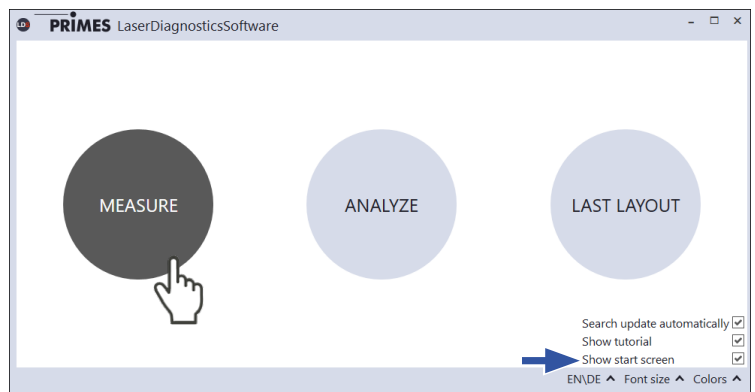 LD PRIMES LaserDiagnosticsSoftware
MEASURE
ANALYZE
LAST LAYOUT
Search update automatically
Show tutorial
Show start screen
EN\DE Font size Colors